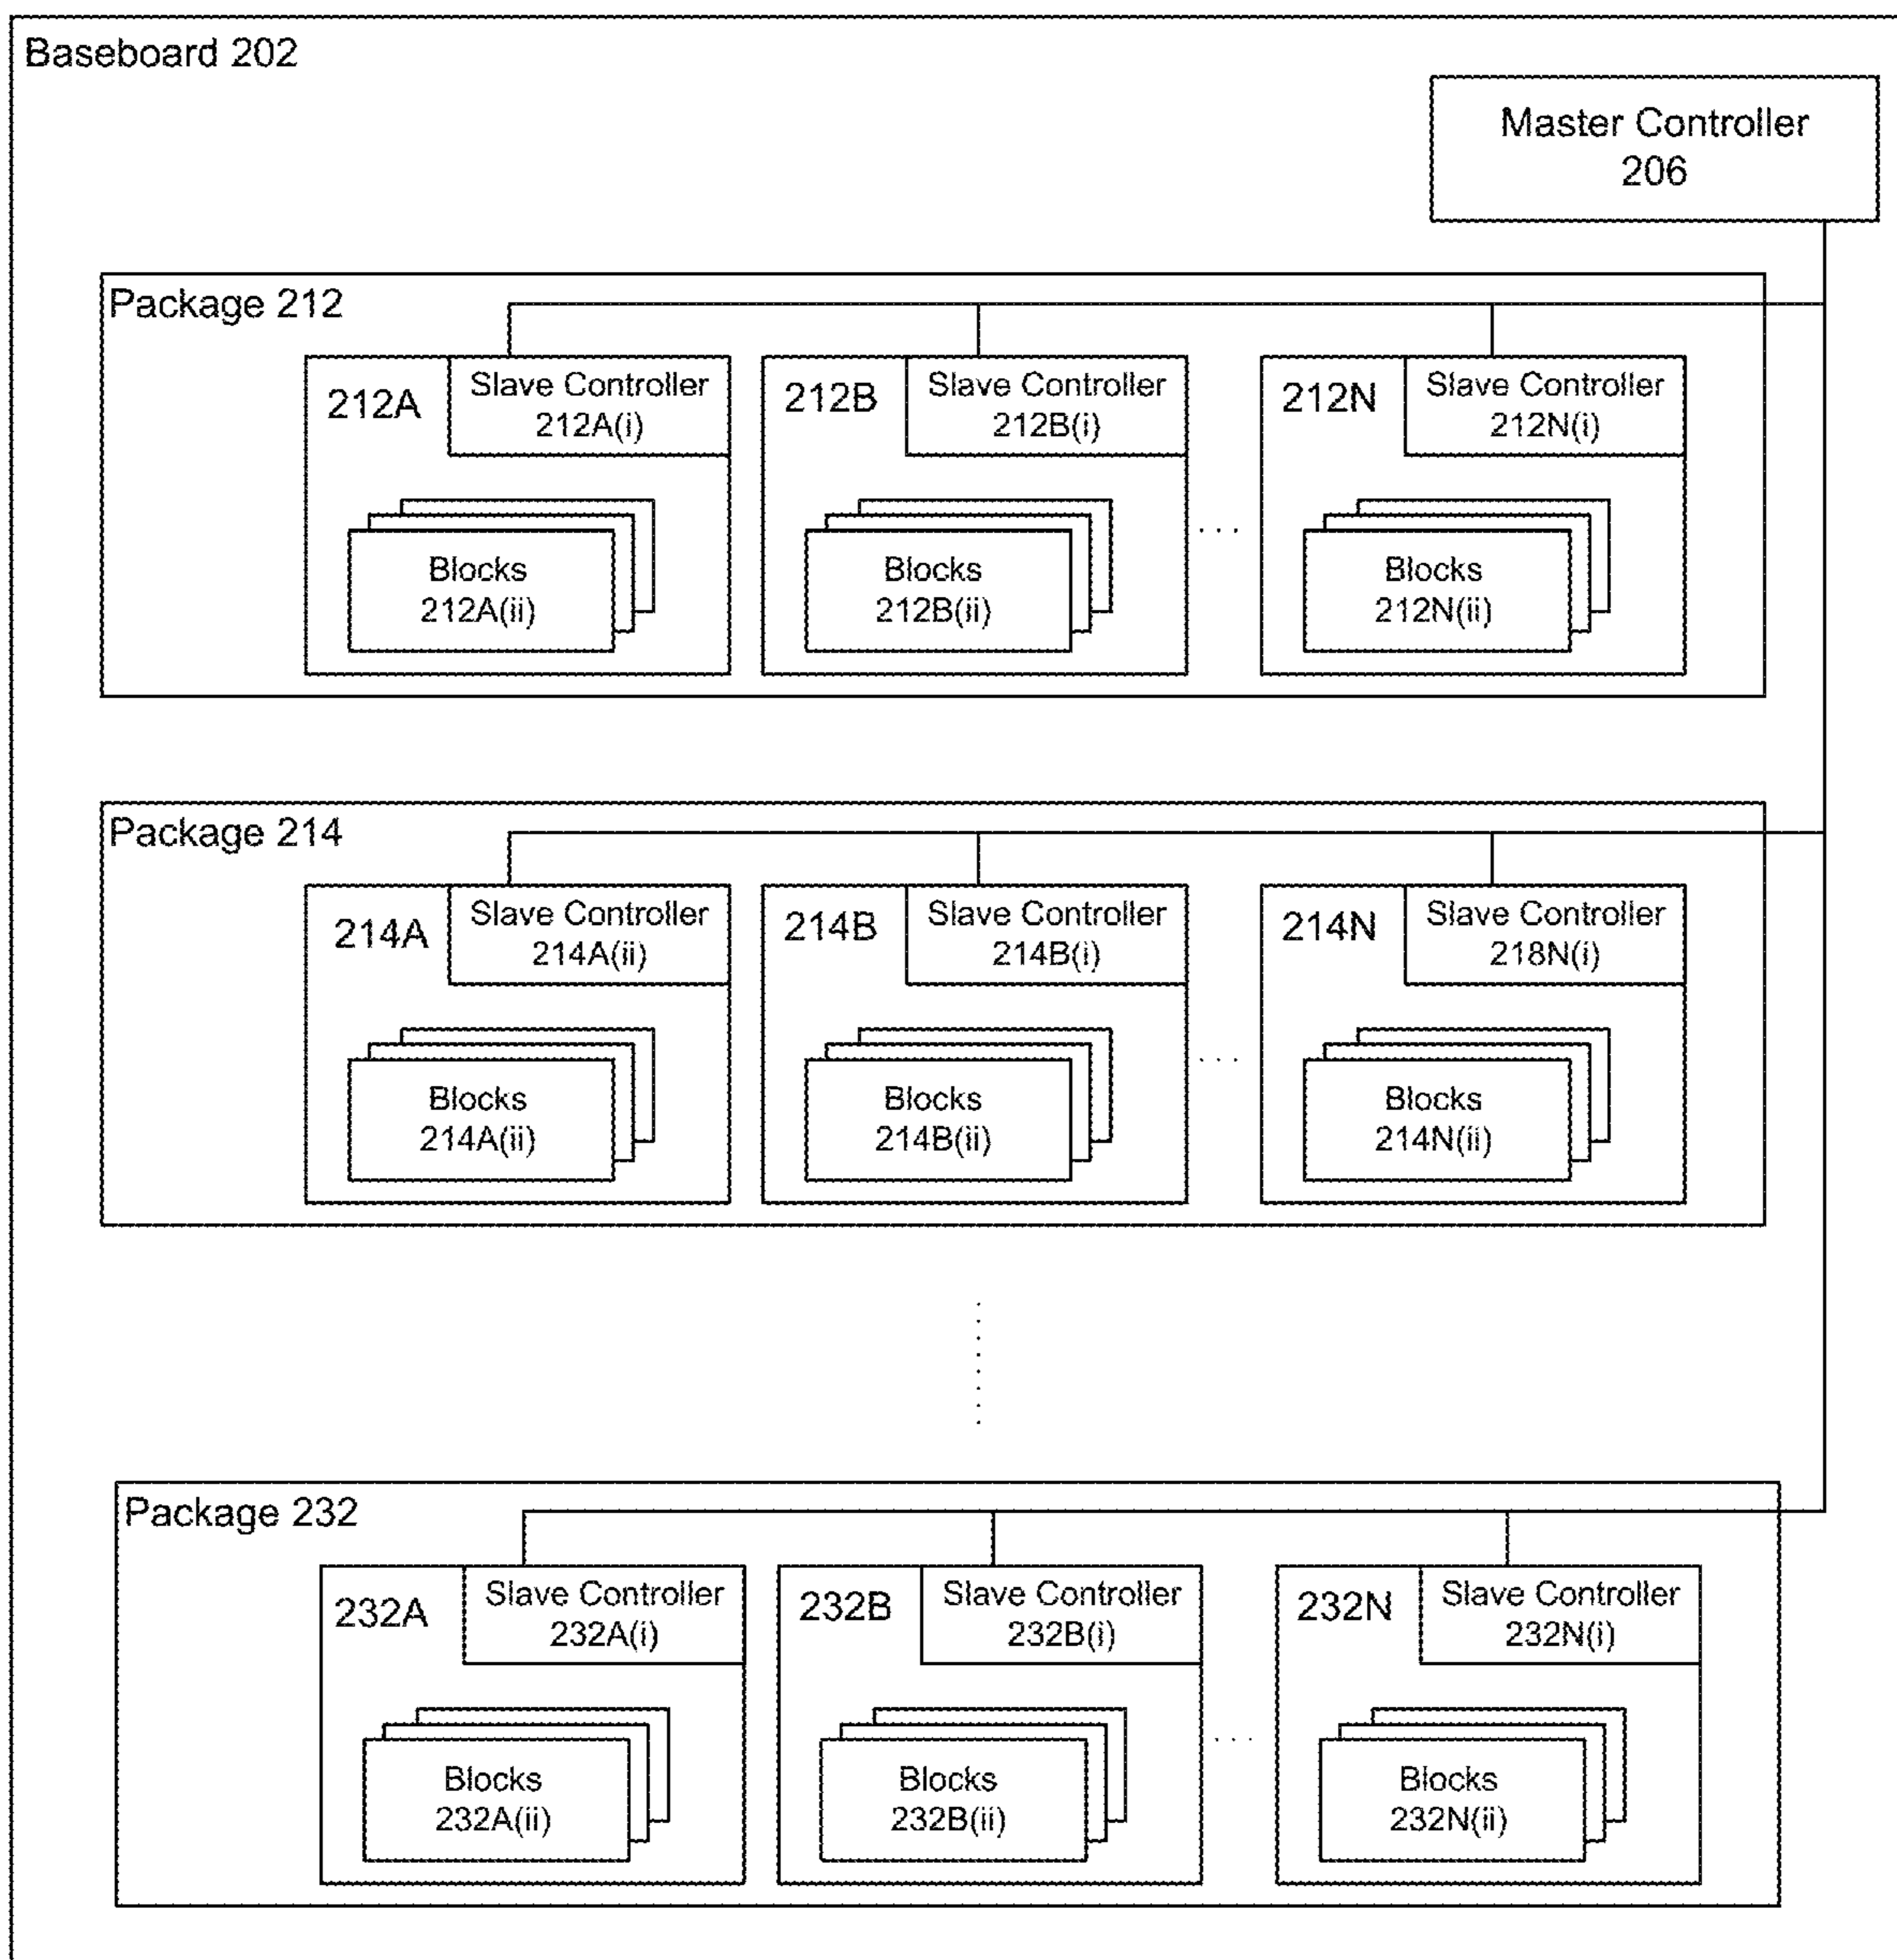 Baseboard 202
Master Controller
206
Package 212
212A
Slave Controller
212A(i)
212B
Slave Controller
212B(i)
212N
Slave Controller
212N(i)
Blocks
212A(ii)
Blocks
212B(ii)
. . .
Blocks
212N(ii)
Package 214
214A
Slave Controller
214A(ii)
214B
Slave Controller
214B(i)
214N
Slave Controller
218N(i)
Blocks
214A(ii)
Blocks
214B(ii)
. . .
Blocks
214N(ii)
Package 232
232A
Slave Controller
232A(i)
232B
Slave Controller
232B(i)
232N
Slave Controller
232N(i)
Blocks
232A(ii)
Blocks
232B(ii)
. . .
Blocks
232N(ii)